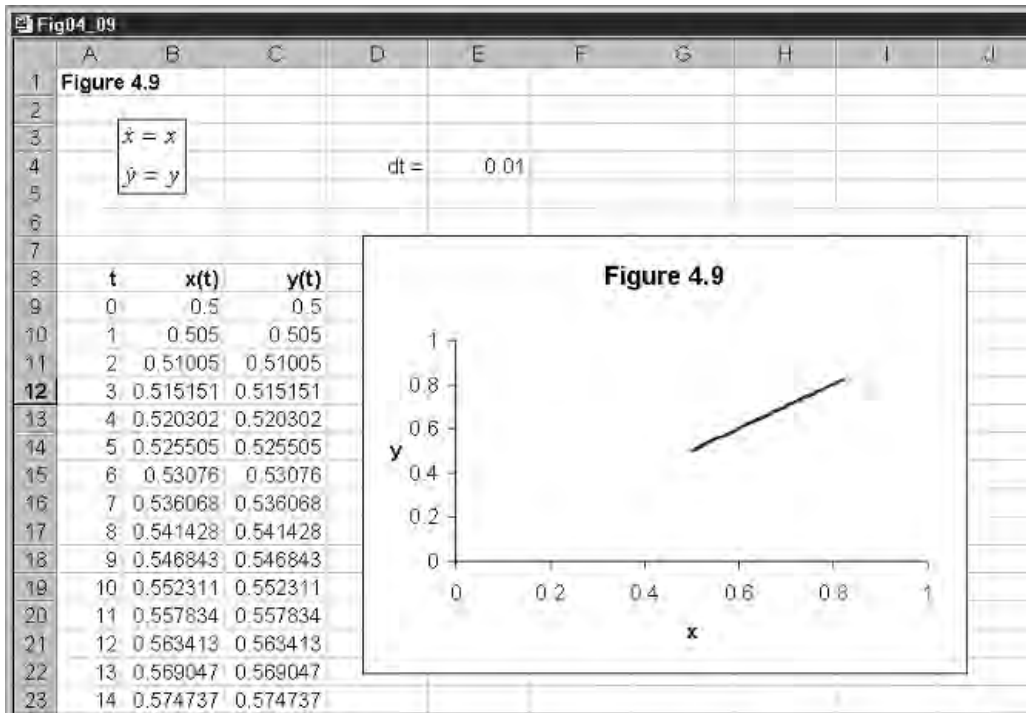 Fig04_09
A B C D E F G H I J
1 Figure 4.9
2
3 ẋ = x
4 ẏ = y dt = 0.01
5
6
7
8 t x(t) y(t)
9 0 0.5 0.5
10 1 0.505 0.505
11 2 0.51005 0.51005
12 3 0.515151 0.515151
13 4 0.520302 0.520302
14 5 0.525505 0.525505
15 6 0.53076 0.53076
16 7 0.536068 0.536068
17 8 0.541428 0.541428
18 9 0.546843 0.546843
19 10 0.552311 0.552311
20 11 0.557834 0.557834
21 12 0.563413 0.563413
22 13 0.569047 0.569047
23 14 0.574737 0.574737
Figure 4.9
1
0.8
0.6
y
0.4
0.2
0
0 0.2 0.4 0.6 0.8 1
x